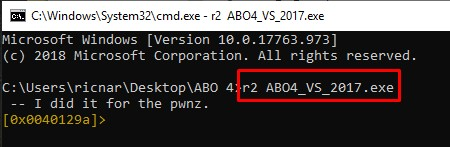 C:\Windows\System32\cmd.exe - r2 ABO4_VS_2017.exe
Microsoft Windows [Version 10.0.17763.973]
(c) 2018 Microsoft Corporation. All rights reserved.
C:\Users\ricnar\Desktop\ABO 4>r2 ABO4_VS_2017.exe
-- I did it for the pwnz.
[0x0040129a]>